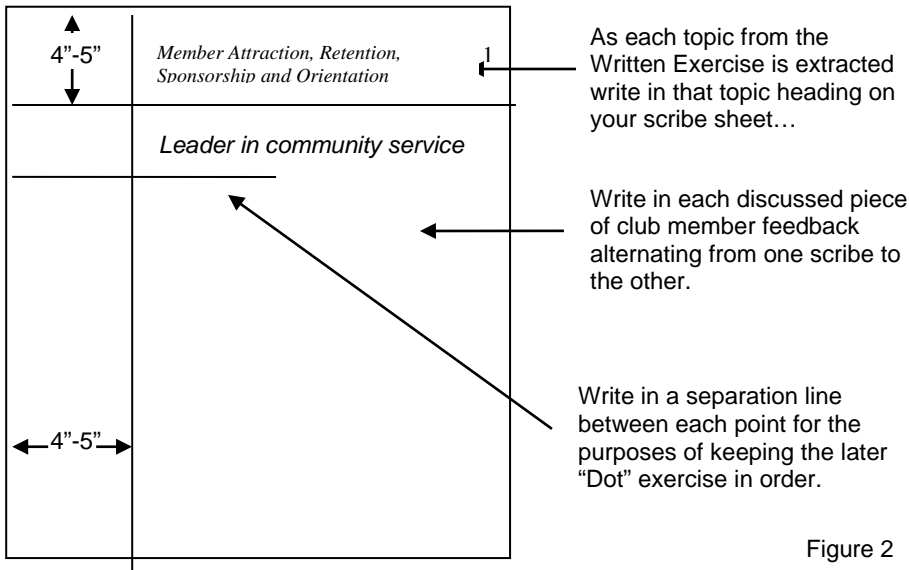 4”-5”
Member Attraction, Retention,
Sponsorship and Orientation
1
Leader in community service
4”-5”
As each topic from the
Written Exercise is extracted
write in that topic heading on
your scribe sheet…
Write in each discussed piece
of club member feedback
alternating from one scribe to
the other.
Write in a separation line
between each point for the
purposes of keeping the later
“Dot” exercise in order.
Figure 2